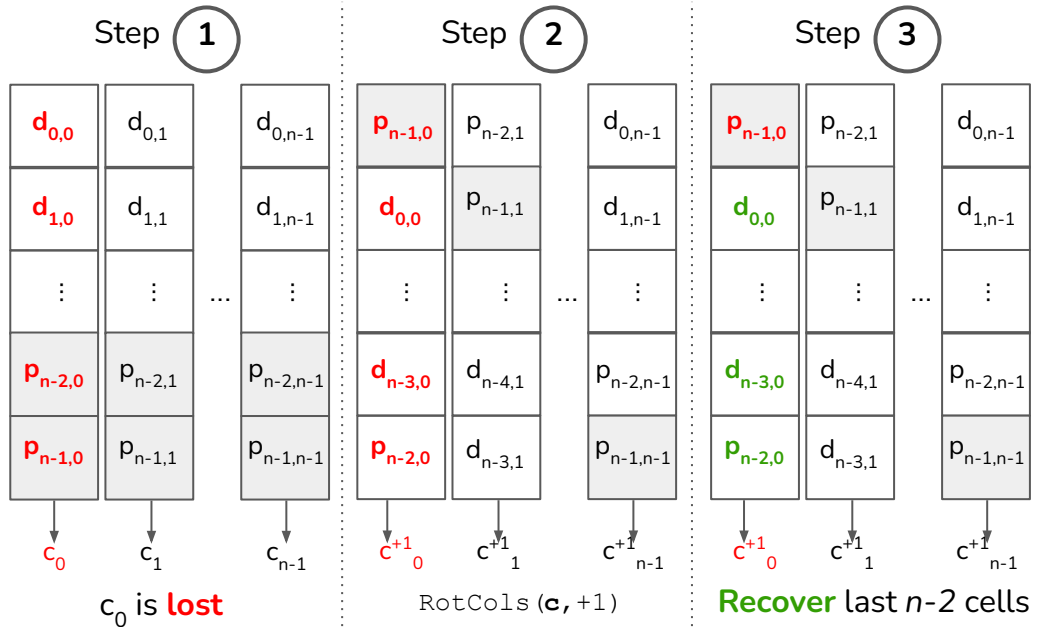 Step 1
d0,0 d0,1 d0,n-1
d1,0 d1,1 d1,n-1
⋮ ⋮ ... ⋮
pn-2,0 pn-2,1 pn-2,n-1
pn-1,0 pn-1,1 pn-1,n-1
c0 c1 cn-1
c0 is lost
Step 2
pn-1,0 pn-2,1 d0,n-1
d0,0 pn-1,1 d1,n-1
⋮ ⋮ ... ⋮
dn-3,0 dn-4,1 pn-2,n-1
pn-2,0 dn-3,1 pn-1,n-1
c+10 c+11 c+1n-1
RotCols(c,+1)
Step 3
pn-1,0 pn-2,1 d0,n-1
d0,0 pn-1,1 d1,n-1
⋮ ⋮ ... ⋮
dn-3,0 dn-4,1 pn-2,n-1
pn-2,0 dn-3,1 pn-1,n-1
c+10 c+11 c+1n-1
Recover last n-2 cells